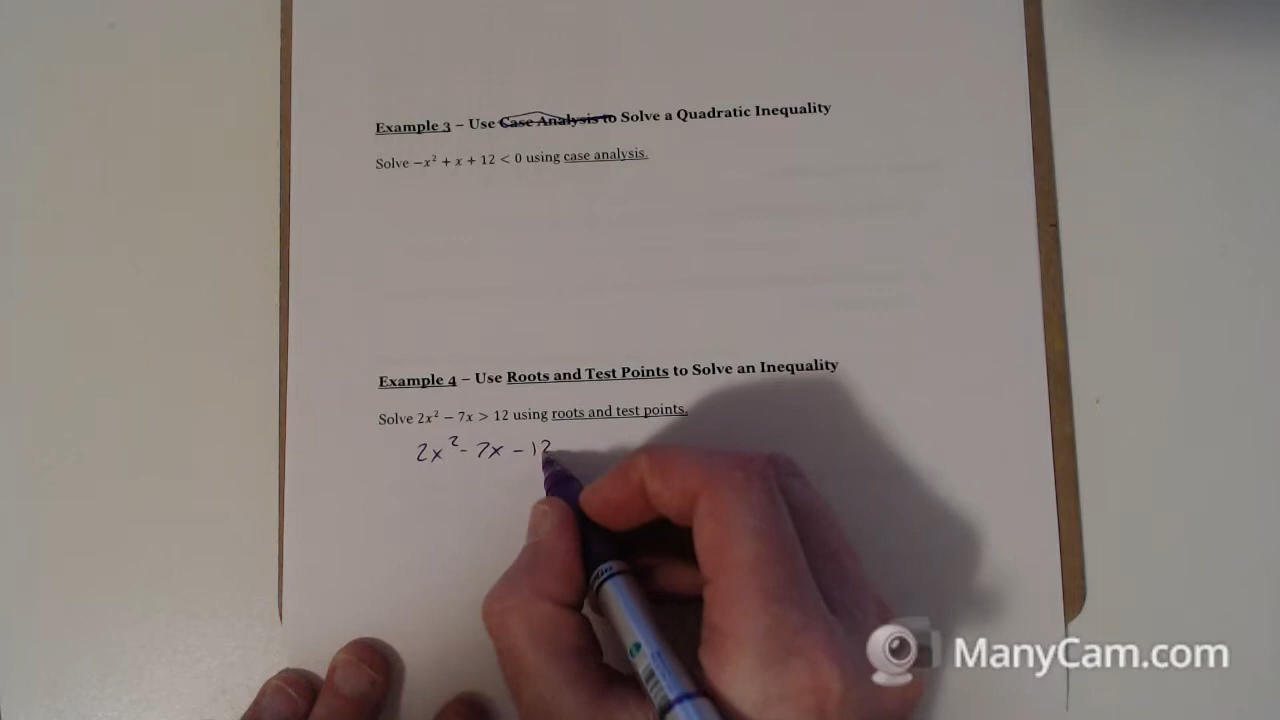 Example 3 – Use Case Analysis to Solve a Quadratic Inequality
Solve −x² + x + 12 < 0 using case analysis.
Example 4 – Use Roots and Test Points to Solve an Inequality
Solve 2x² − 7x > 12 using roots and test points.
2x² - 7x - 12
ManyCam.com